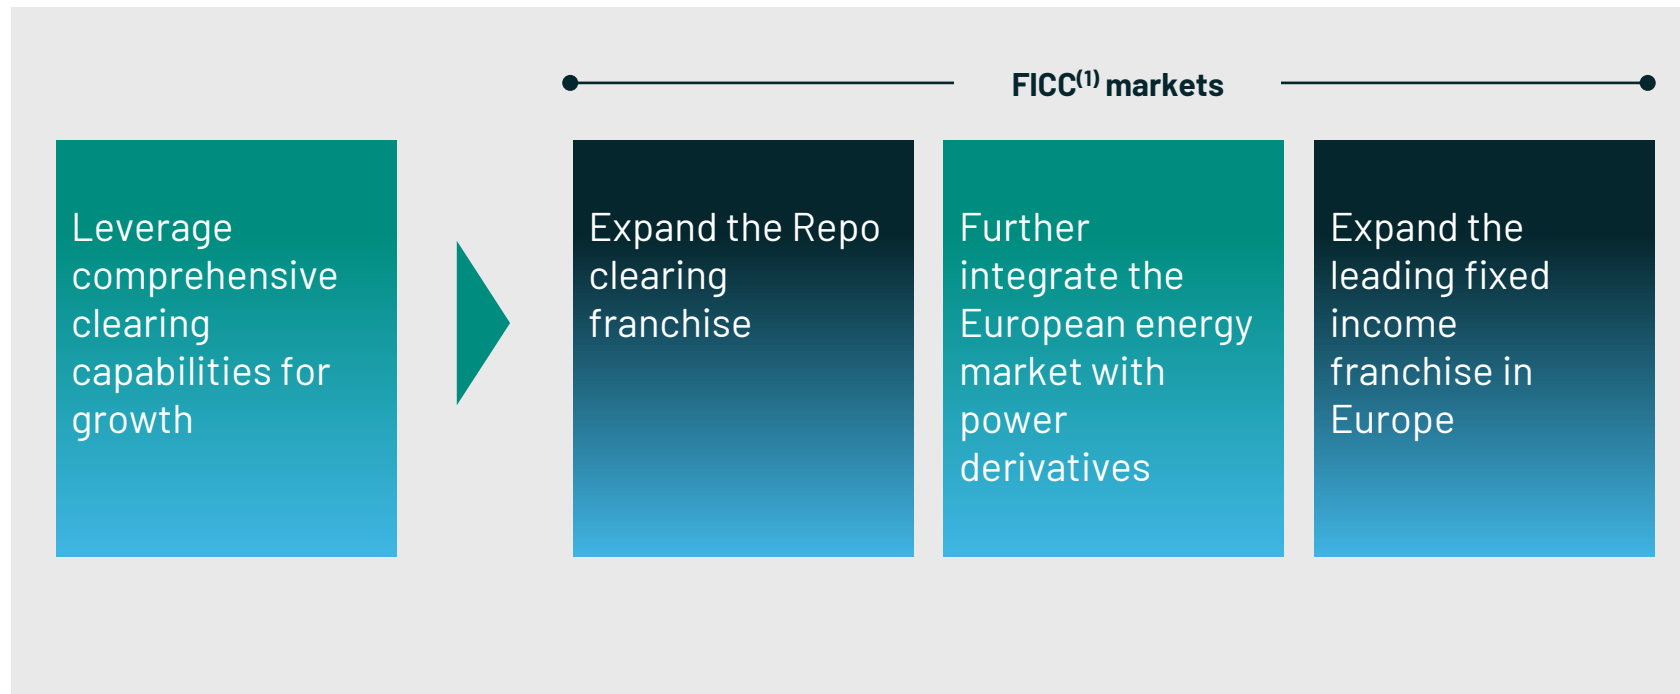 FICC(1) markets
Leverage
comprehensive
clearing
capabilities for
growth
Expand the Repo
clearing
franchise
Further
integrate the
European energy
market with
power
derivatives
Expand the
leading fixed
income
franchise in
Europe